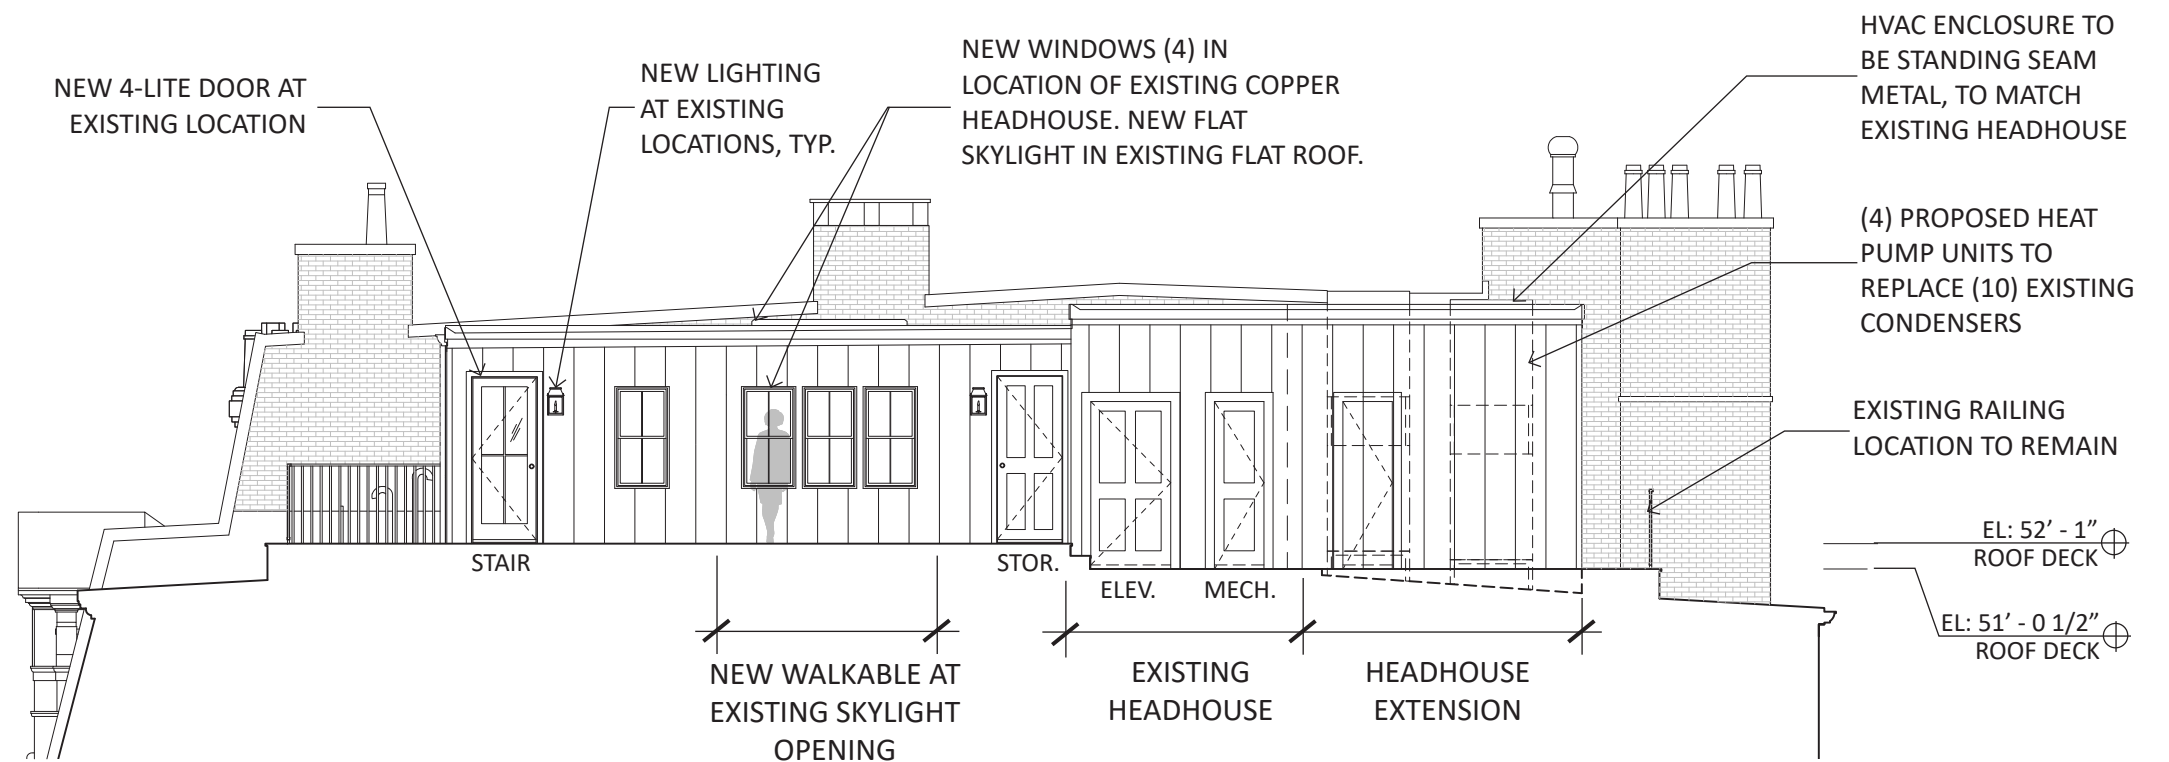 NEW 4-LITE DOOR AT
EXISTING LOCATION
NEW LIGHTING
AT EXISTING
LOCATIONS, TYP.
NEW WINDOWS (4) IN
LOCATION OF EXISTING COPPER
HEADHOUSE. NEW FLAT
SKYLIGHT IN EXISTING FLAT ROOF.
HVAC ENCLOSURE TO
BE STANDING SEAM
METAL, TO MATCH
EXISTING HEADHOUSE
(4) PROPOSED HEAT
PUMP UNITS TO
REPLACE (10) EXISTING
CONDENSERS
EXISTING RAILING
LOCATION TO REMAIN
EL: 52’ - 1”
ROOF DECK
EL: 51’ - 0 1/2”
ROOF DECK
STAIR
STOR.
ELEV.
MECH.
NEW WALKABLE AT
EXISTING SKYLIGHT
OPENING
EXISTING
HEADHOUSE
HEADHOUSE
EXTENSION